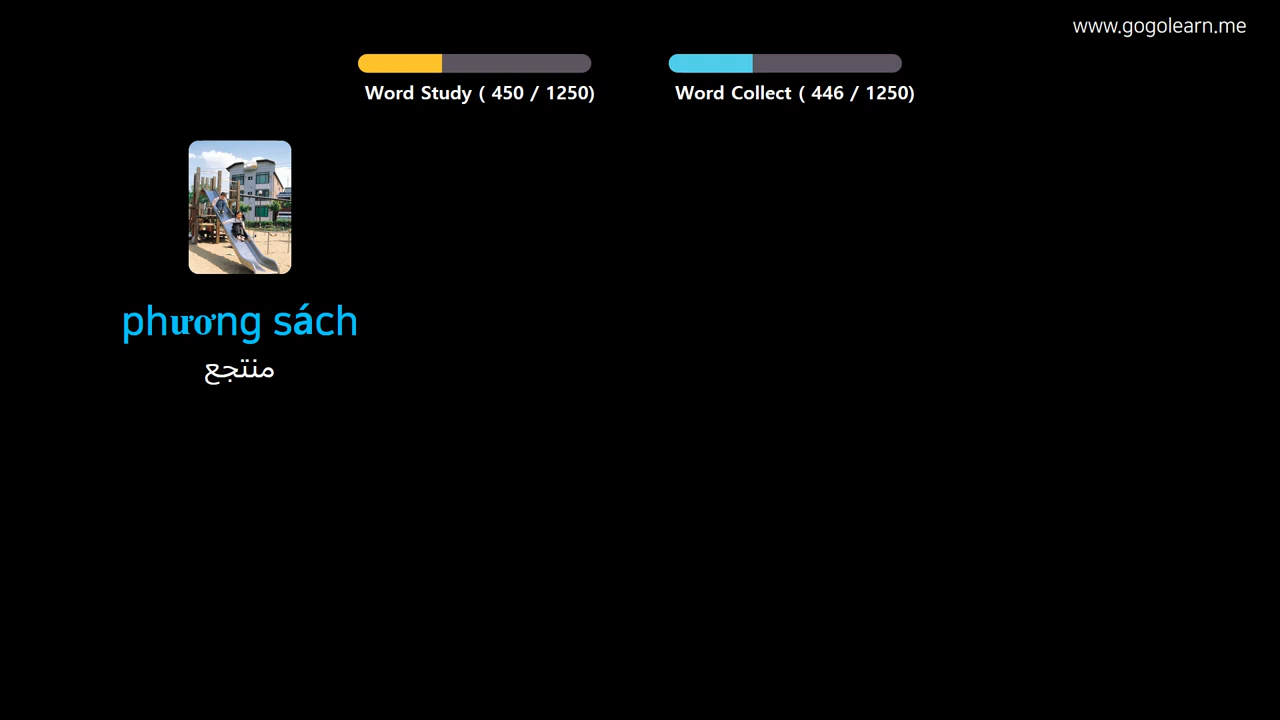 www.gogolearn.me
Word Study ( 450 / 1250)
Word Collect ( 446 / 1250)
phương sách
منتجع